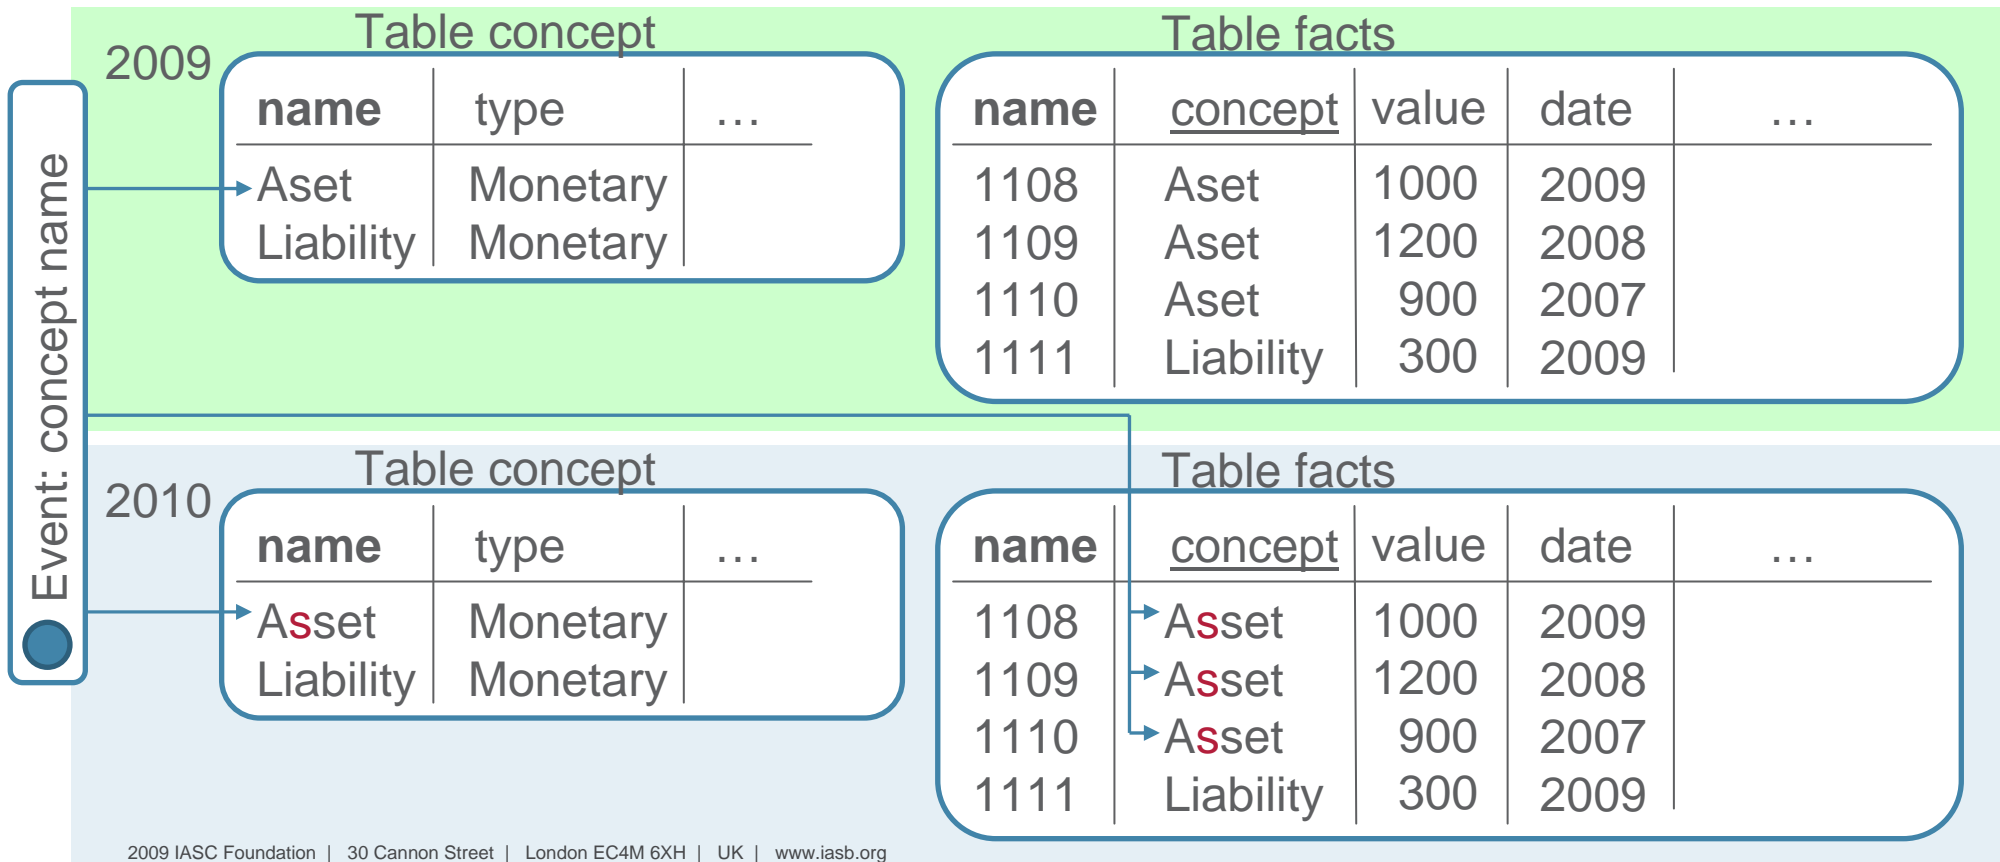 Event: concept name
2009
Table concept
name type …
Aset Monetary
Liability Monetary
Table facts
name concept value date …
1108 Aset 1000 2009
1109 Aset 1200 2008
1110 Aset 900 2007
1111 Liability 300 2009
2010
Table concept
name type …
Asset Monetary
Liability Monetary
Table facts
name concept value date …
1108 Asset 1000 2009
1109 Asset 1200 2008
1110 Asset 900 2007
1111 Liability 300 2009
2009 IASC Foundation | 30 Cannon Street | London EC4M 6XH | UK | www.iasb.org